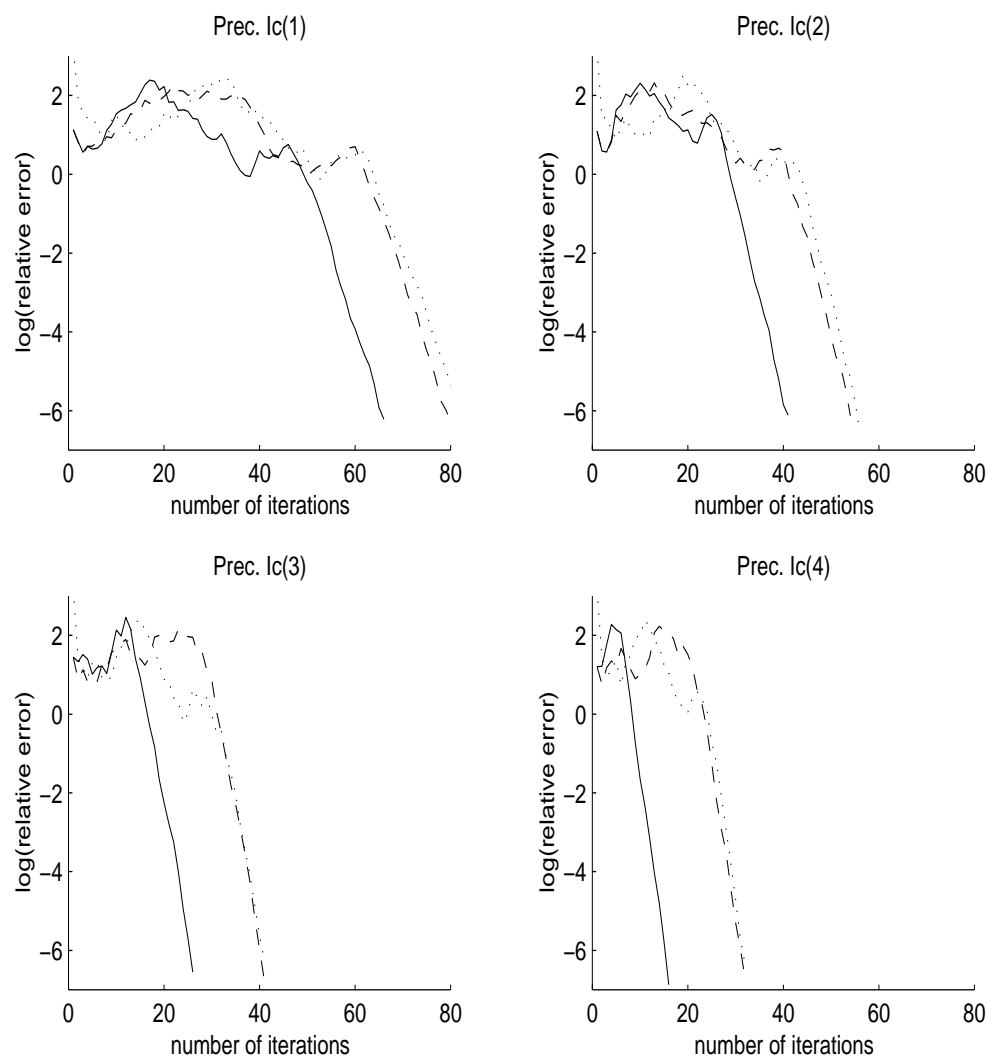 Prec. Ic(1)
2
0
−2
−4
−6
log(relative error)
0 20 40 60 80
number of iterations
Prec. Ic(2)
2
0
−2
−4
−6
log(relative error)
0 20 40 60 80
number of iterations
Prec. Ic(3)
2
0
−2
−4
−6
log(relative error)
0 20 40 60 80
number of iterations
Prec. Ic(4)
2
0
−2
−4
−6
log(relative error)
0 20 40 60 80
number of iterations